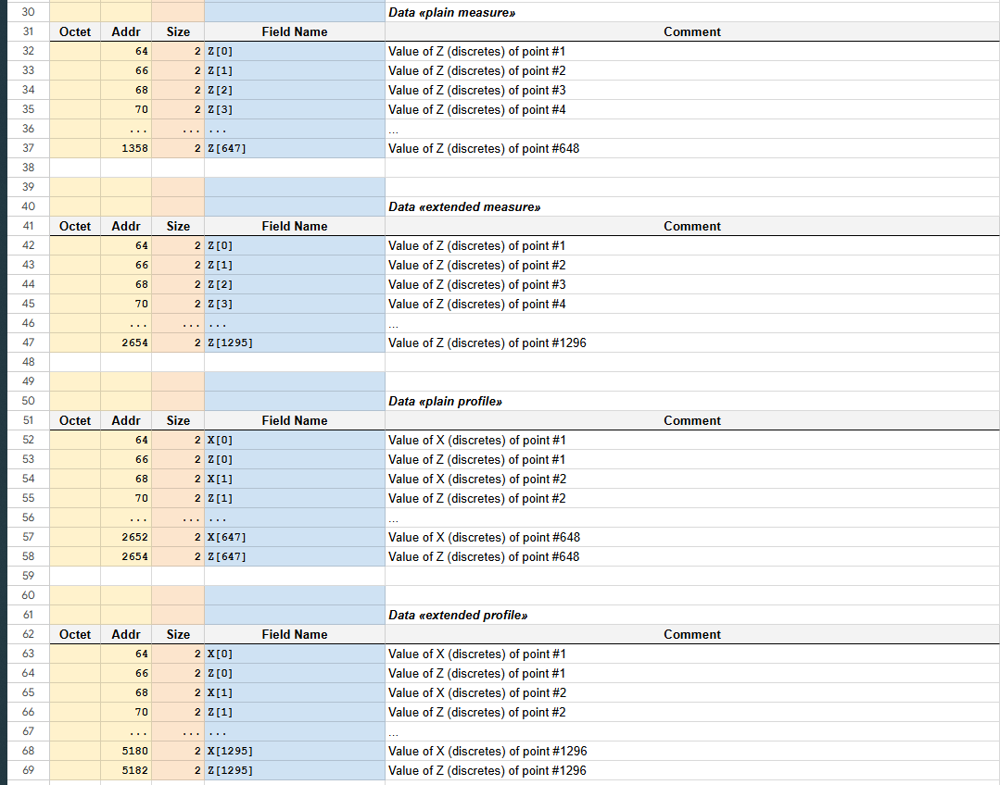 30 Data «plain measure»
31 Octet Addr Size Field Name Comment
32 64 2 Z[0] Value of Z (discretes) of point #1
33 66 2 Z[1] Value of Z (discretes) of point #2
34 68 2 Z[2] Value of Z (discretes) of point #3
35 70 2 Z[3] Value of Z (discretes) of point #4
36 ... ... ... ...
37 1358 2 Z[647] Value of Z (discretes) of point #648
38
39
40 Data «extended measure»
41 Octet Addr Size Field Name Comment
42 64 2 Z[0] Value of Z (discretes) of point #1
43 66 2 Z[1] Value of Z (discretes) of point #2
44 68 2 Z[2] Value of Z (discretes) of point #3
45 70 2 Z[3] Value of Z (discretes) of point #4
46 ... ... ... ...
47 2654 2 Z[1295] Value of Z (discretes) of point #1296
48
49
50 Data «plain profile»
51 Octet Addr Size Field Name Comment
52 64 2 X[0] Value of X (discretes) of point #1
53 66 2 Z[0] Value of Z (discretes) of point #1
54 68 2 X[1] Value of X (discretes) of point #2
55 70 2 Z[1] Value of Z (discretes) of point #2
56 ... ... ... ...
57 2652 2 X[647] Value of X (discretes) of point #648
58 2654 2 Z[647] Value of Z (discretes) of point #648
59
60
61 Data «extended profile»
62 Octet Addr Size Field Name Comment
63 64 2 X[0] Value of X (discretes) of point #1
64 66 2 Z[0] Value of Z (discretes) of point #1
65 68 2 X[1] Value of X (discretes) of point #2
66 70 2 Z[1] Value of Z (discretes) of point #2
67 ... ... ... ...
68 5180 2 X[1295] Value of X (discretes) of point #1296
69 5182 2 Z[1295] Value of Z (discretes) of point #1296